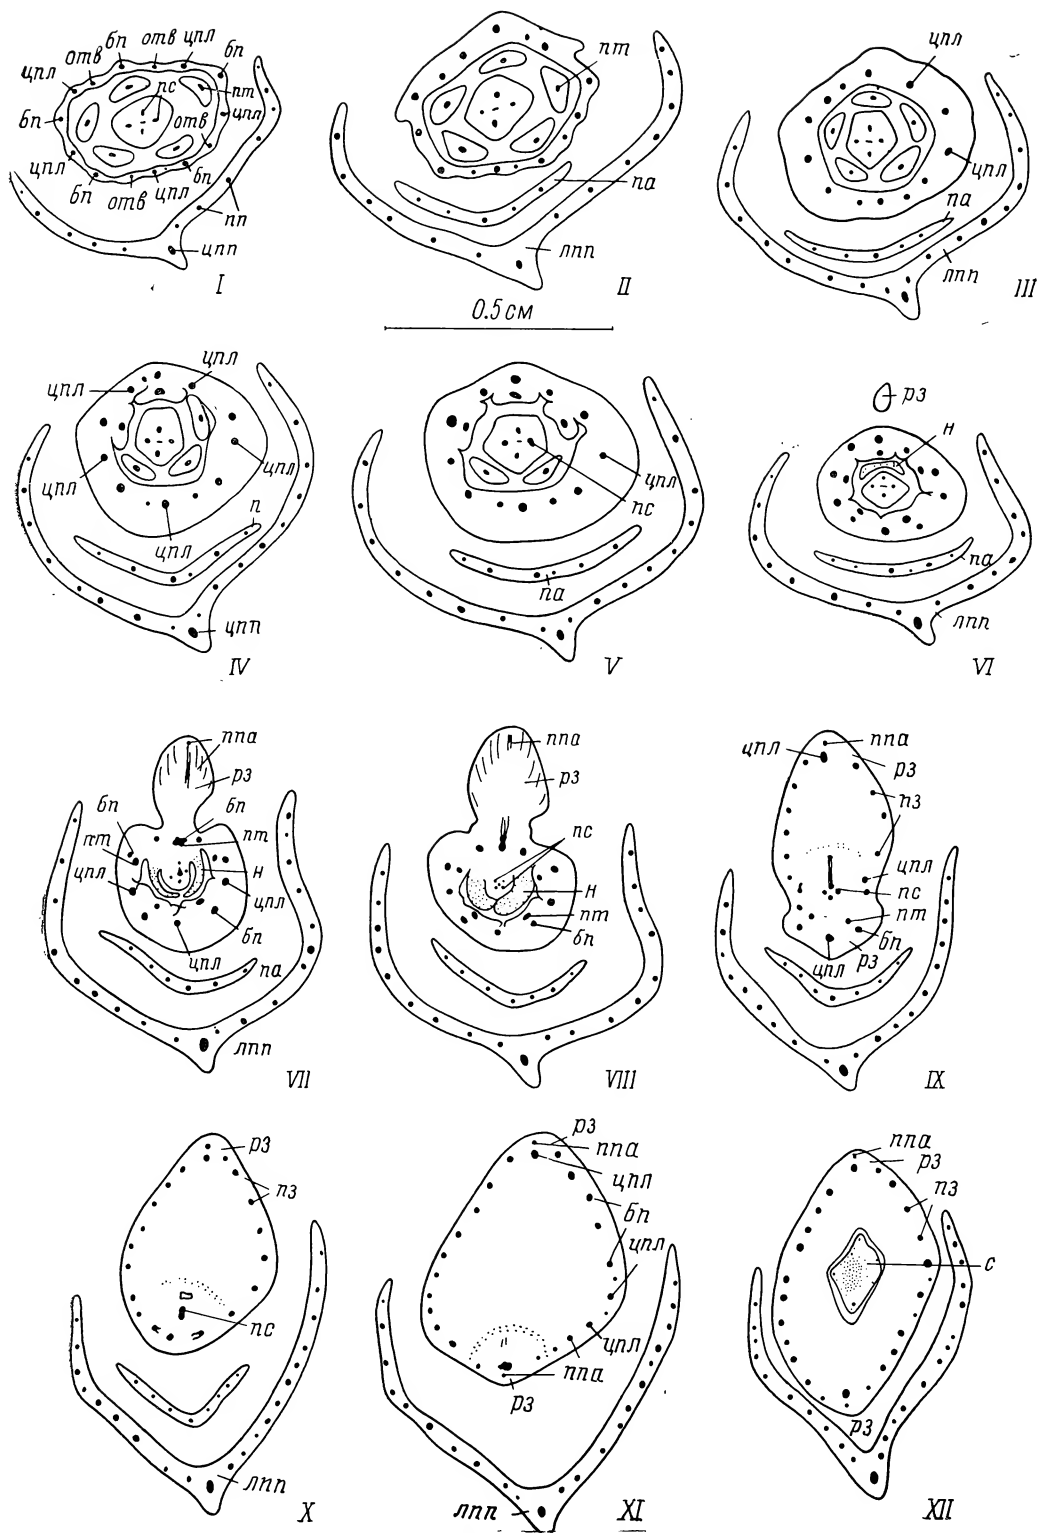 цпл отв бп отв цпл бп
пс
пт
цпл
отв
бп
цпл
бп отв цпл бп
пп
цпп
I
пт
па
лпп
II
цпл
цпл
па
лпп
III
0.5 см
цпл
цпл
цпл
цпл
п
цпл
цпп
IV
цпл
пс
па
V
рз
н
па
лпп
VI
ппа
рз
бп
бп
пт
пт
цпл
н
цпл
бп
цпл
па
лпп
VII
ппа
рз
пс
н
пт
бп
VIII
цпл
ппа
рз
пз
цпл
пс
пт
бп
цпл
рз
IX
рз
пз
пс
лпп
X
рз
ппа
цпл
бп
цпл
цпл
ппа
рз
лпп
XI
ппа
рз
пз
с
рз
XII